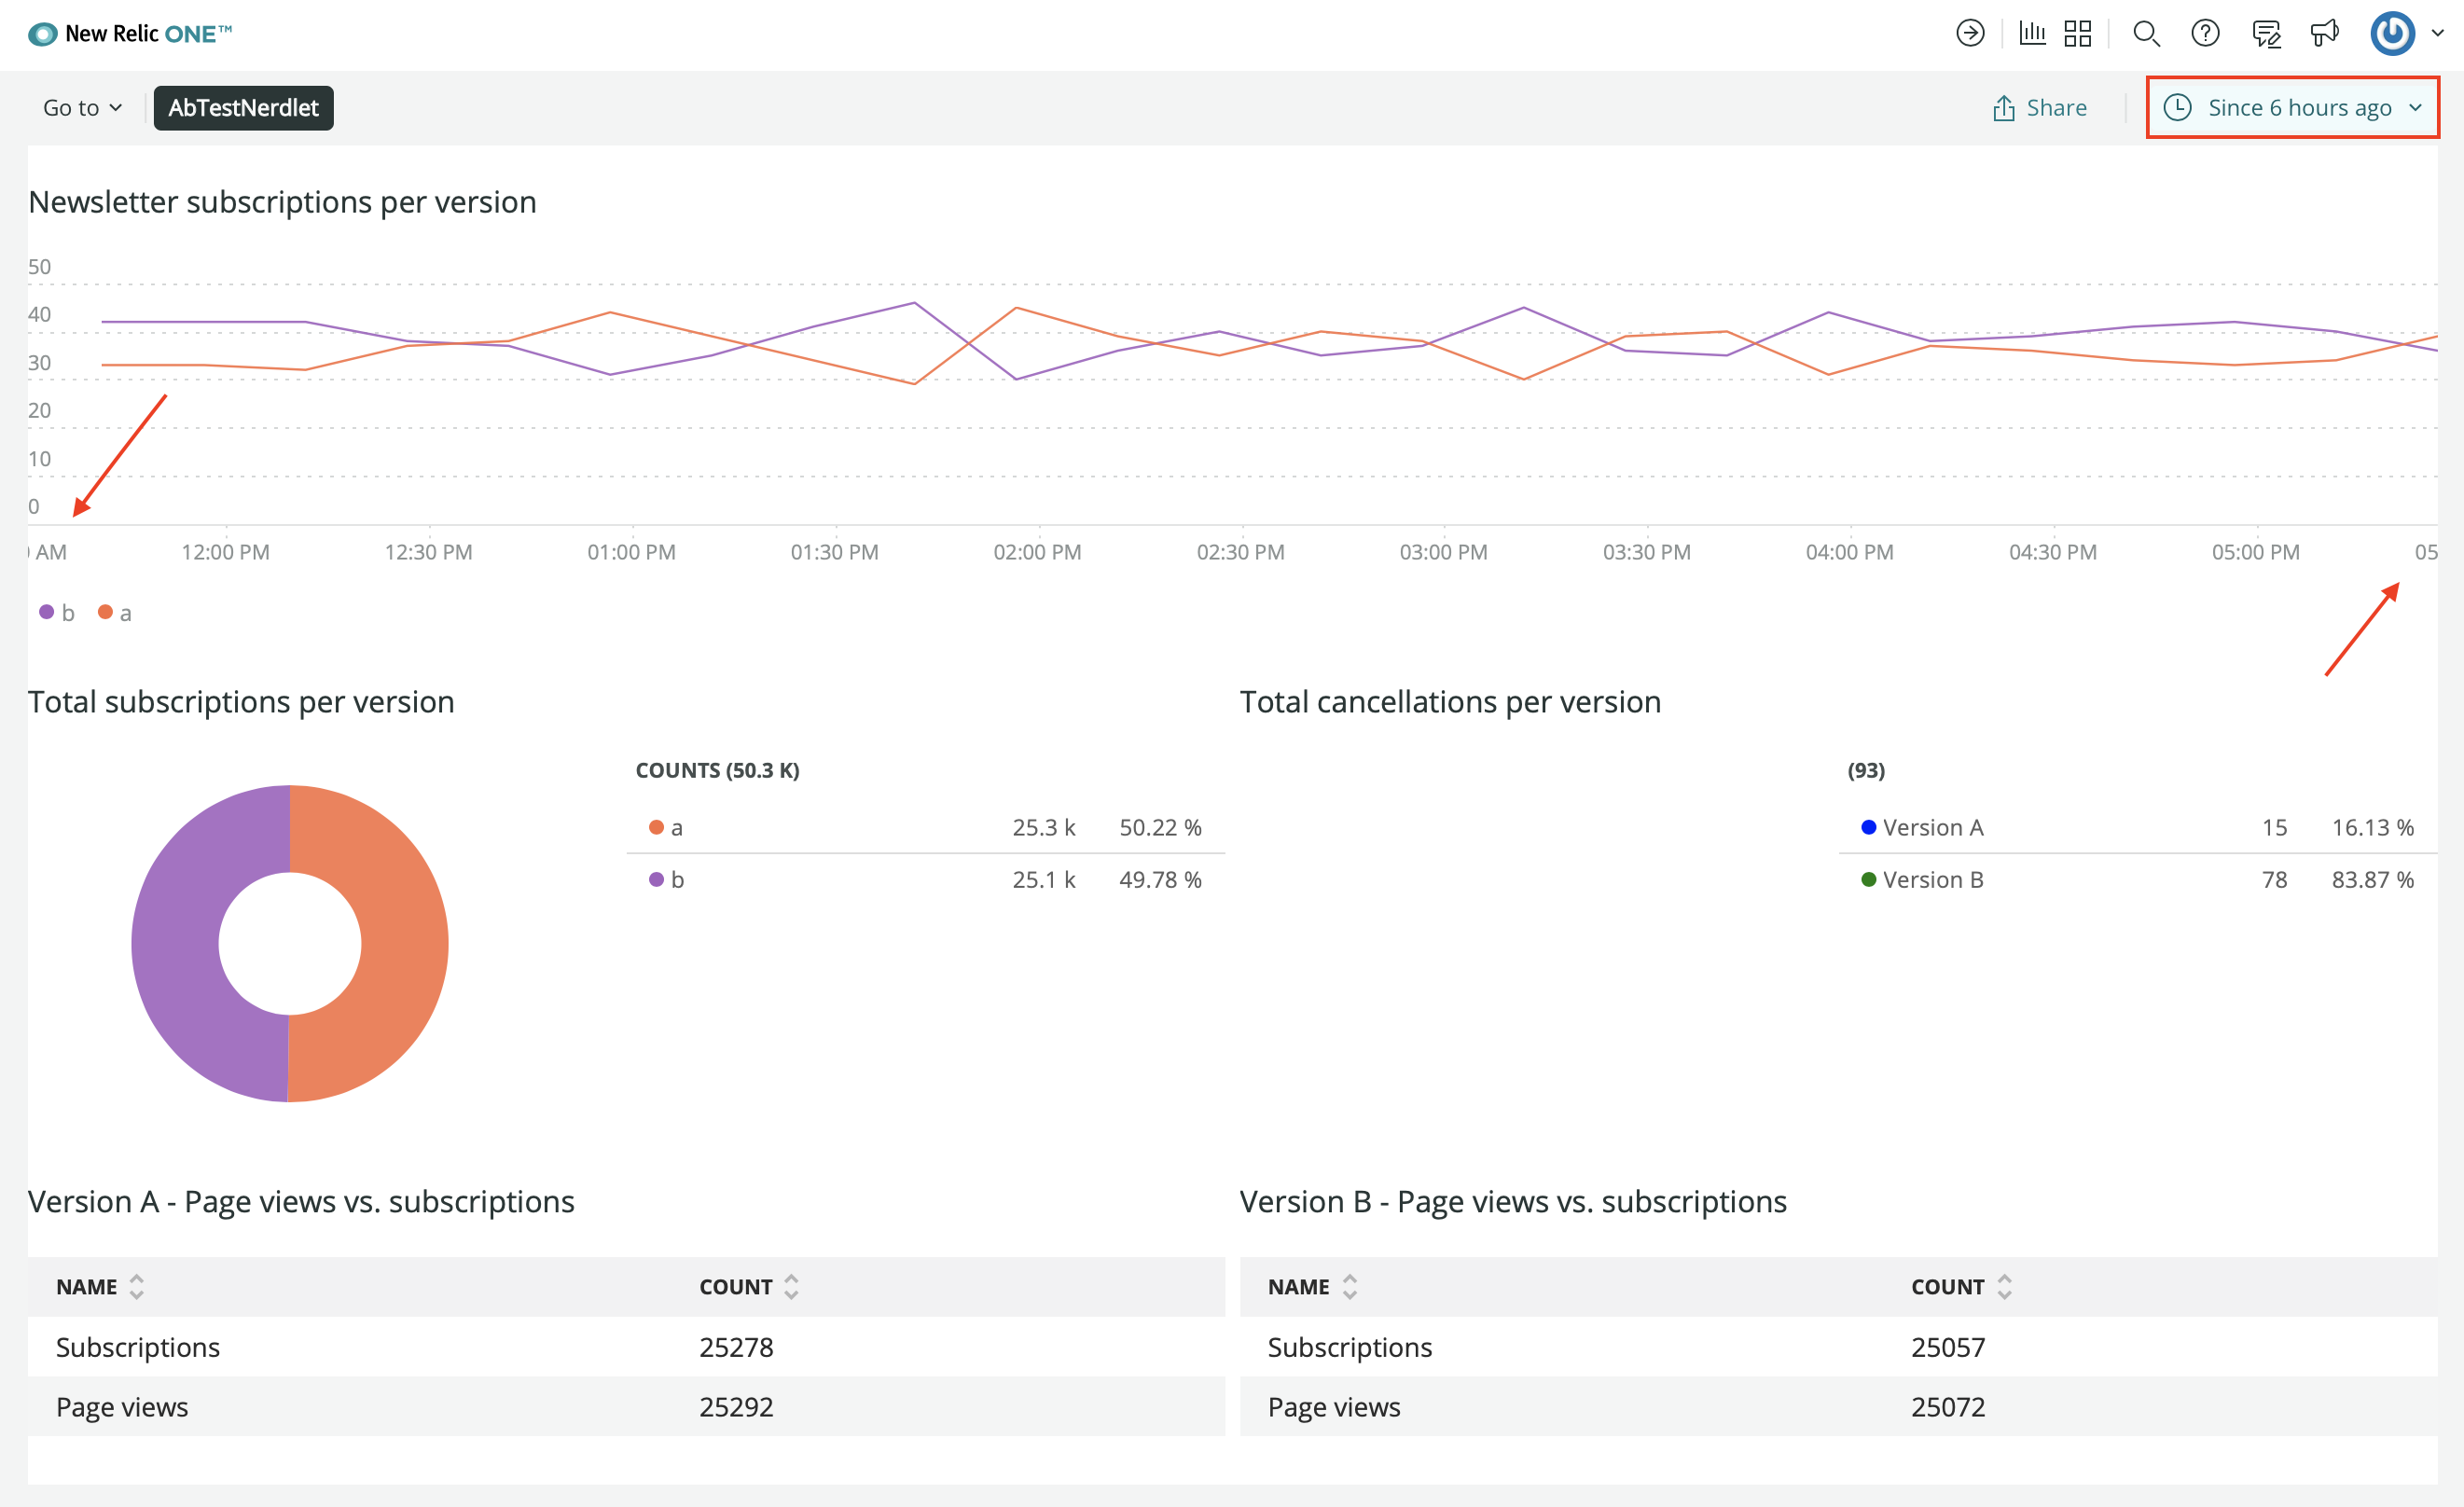 New Relic ONE™
Go to AbTestNerdlet Share Since 6 hours ago
Newsletter subscriptions per version
50
40
30
20
10
0
AM 12:00 PM 12:30 PM 01:00 PM 01:30 PM 02:00 PM 02:30 PM 03:00 PM 03:30 PM 04:00 PM 04:30 PM 05:00 PM 05
b a
Total subscriptions per version
COUNTS (50.3 K)
a 25.3 k 50.22 %
b 25.1 k 49.78 %
Total cancellations per version
(93)
Version A 15 16.13 %
Version B 78 83.87 %
Version A - Page views vs. subscriptions
NAME COUNT
Subscriptions 25278
Page views 25292
Version B - Page views vs. subscriptions
NAME COUNT
Subscriptions 25057
Page views 25072